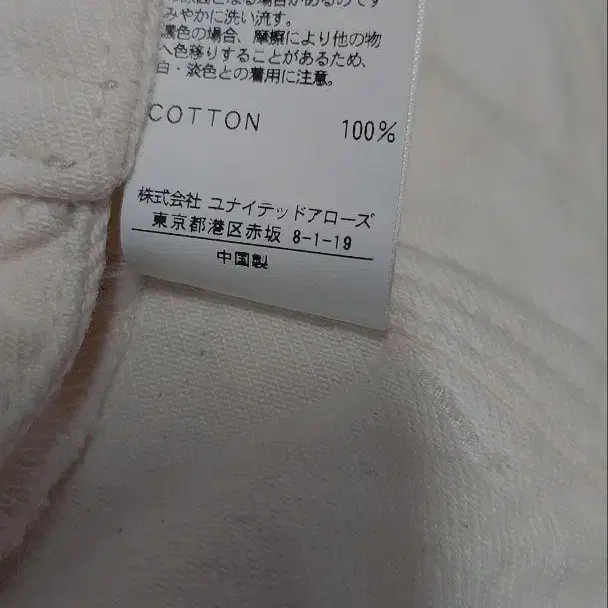 みやかに洗い流す。
濃色の場合、摩擦により他の物
へ色移りすることがあるため、
白・淡色との着用に注意。
COTTON 100%
株式会社 ユナイテッドアローズ
東京都港区赤坂 8-1-19
中国製